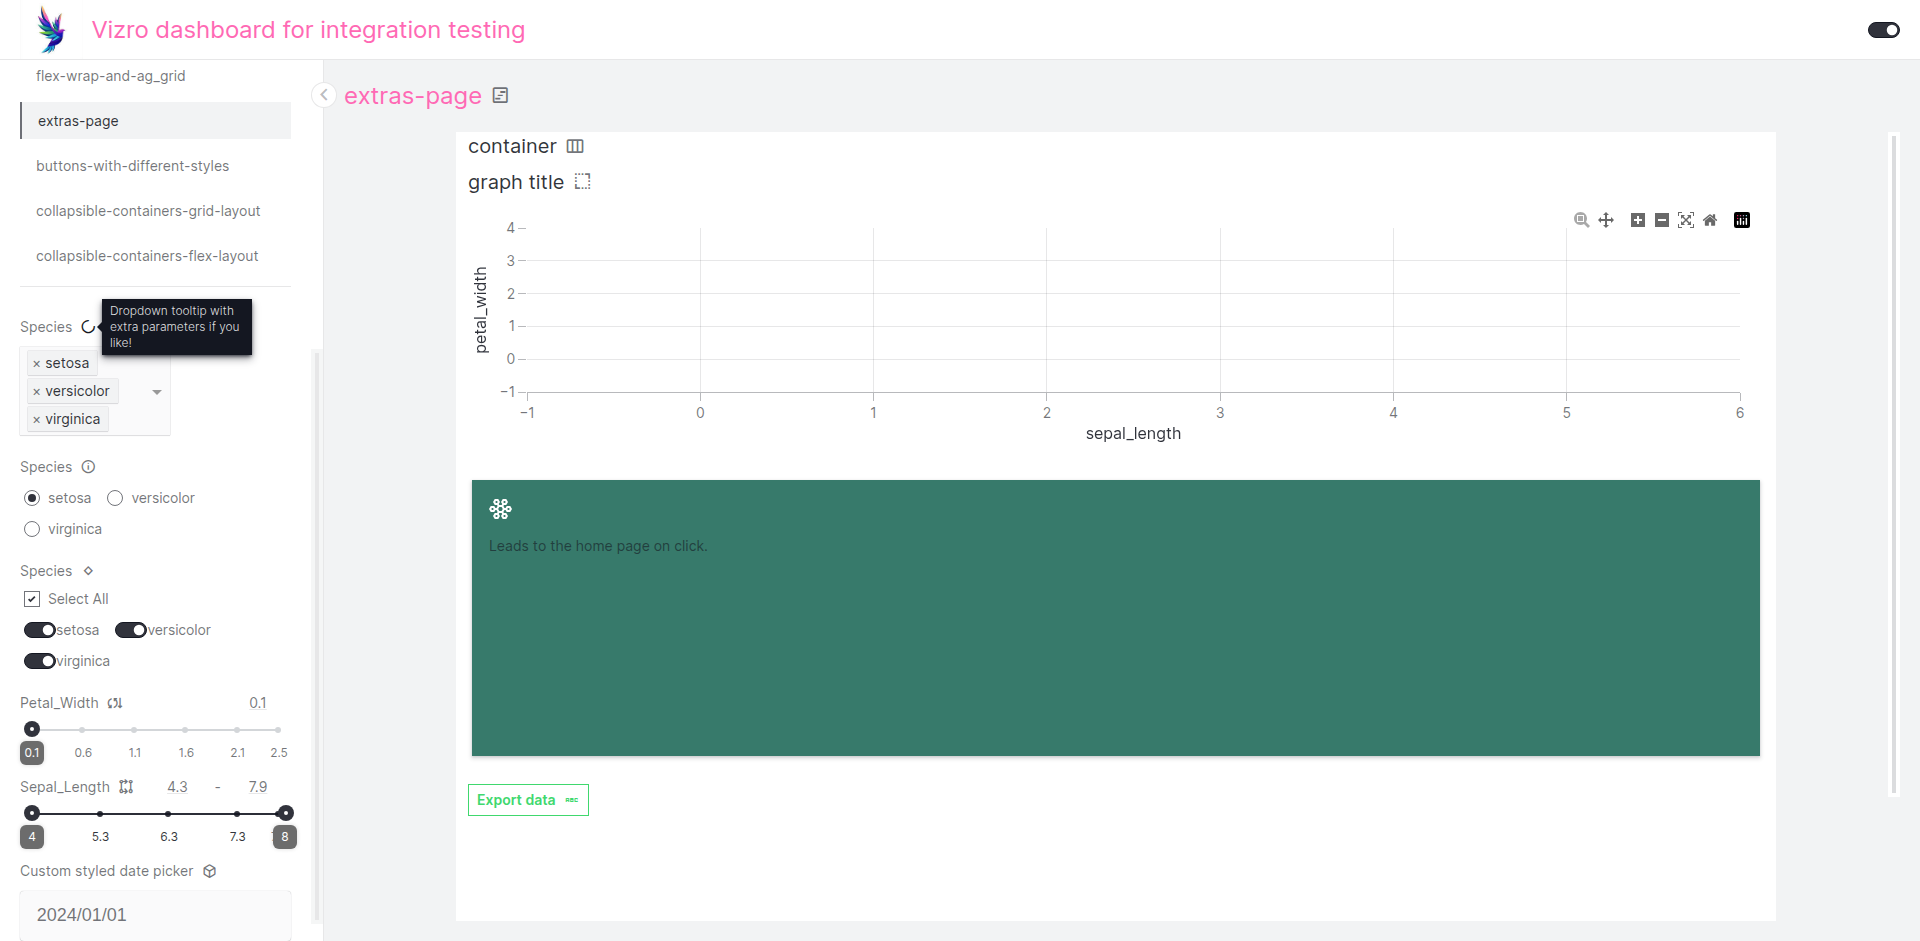 Vizro dashboard for integration testing
flex-wrap-and-ag_grid
extras-page
buttons-with-different-styles
collapsible-containers-grid-layout
collapsible-containers-flex-layout
Species
Dropdown tooltip with
extra parameters if you
like!
× setosa
× versicolor
× virginica
Species
setosa versicolor
virginica
Species
Select All
setosa versicolor
virginica
Petal_Width 0.1
0.1 0.6 1.1 1.6 2.1 2.5
Sepal_Length 4.3 - 7.9
4 5.3 6.3 7.3 8
Custom styled date picker
2024/01/01
extras-page
container
graph title
4
3
2
1
0
−1
petal_width
−1 0 1 2 3 4 5 6
sepal_length
Leads to the home page on click.
Export data REC